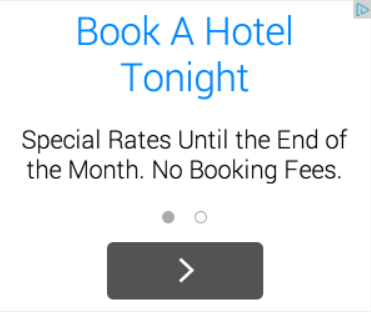 Book A Hotel
Tonight
Special Rates Until the End of
the Month. No Booking Fees.